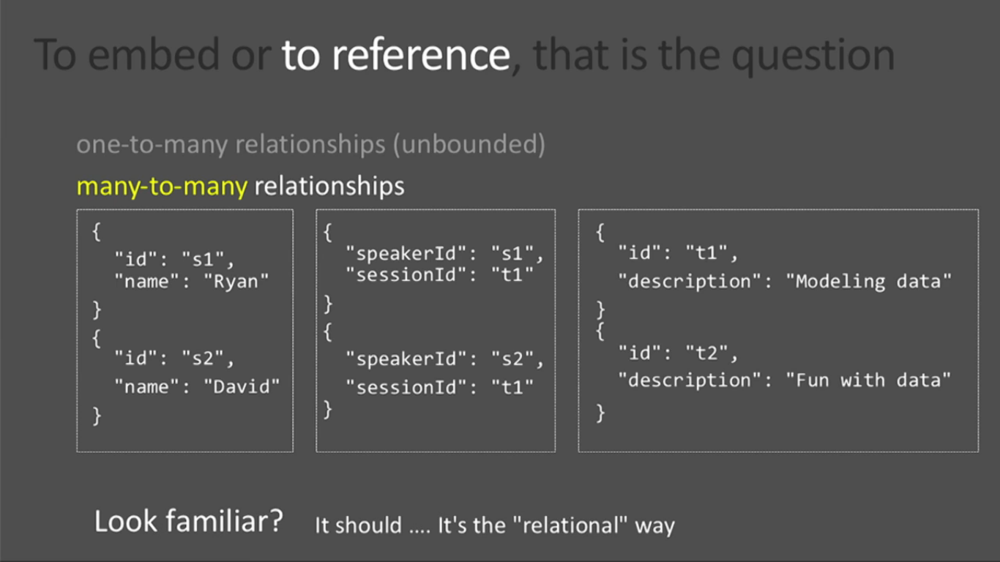 To embed or to reference, that is the question
one-to-many relationships (unbounded)
many-to-many relationships
{
"id": "s1",
"name": "Ryan"
}
{
"id": "s2",
"name": "David"
}
{
"speakerId": "s1",
"sessionId": "t1"
}
{
"speakerId": "s2",
"sessionId": "t1"
}
{
"id": "t1",
"description": "Modeling data"
}
{
"id": "t2",
"description": "Fun with data"
}
Look familiar? It should .... It's the "relational" way